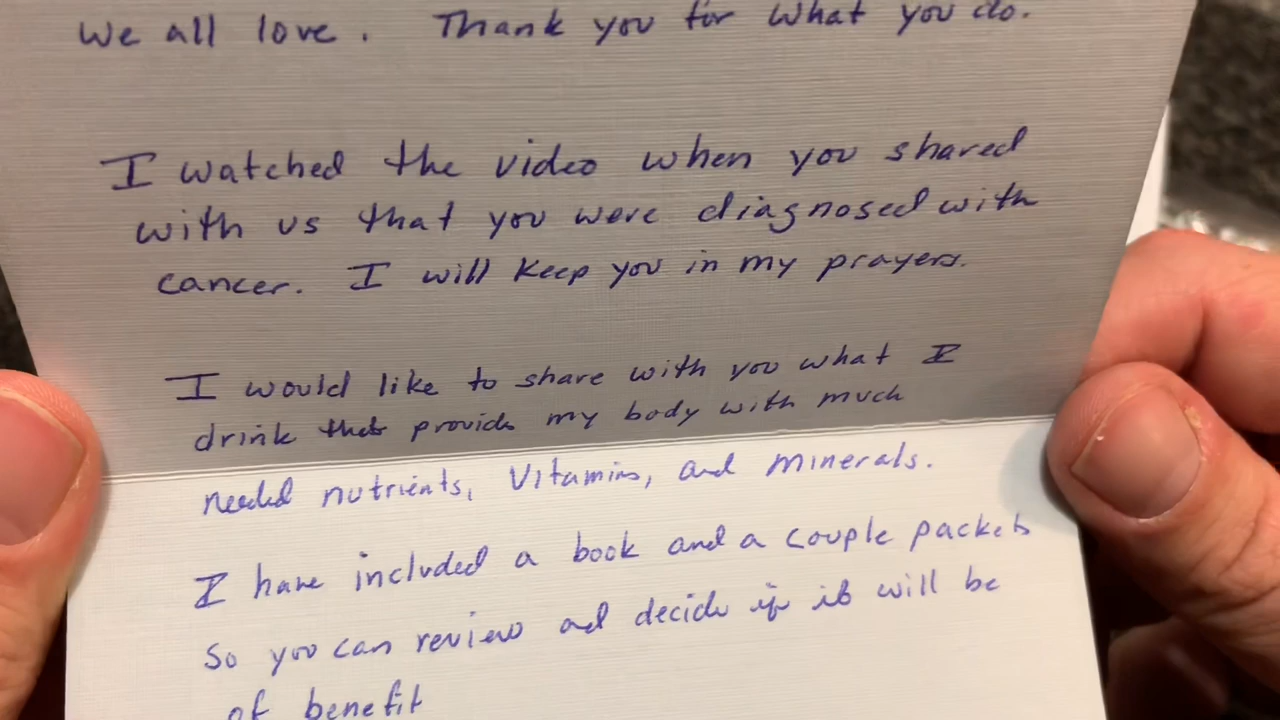 We all love. Thank you for what you do.
I watched the video when you shared
with us that you were diagnosed with
cancer. I will keep you in my prayers.
I would like to share with you what I
drink that provids my body with much
needed nutrients, Vitamins, and minerals.
I have included a book and a couple packets
so you can review and decide if it will be
of benefit